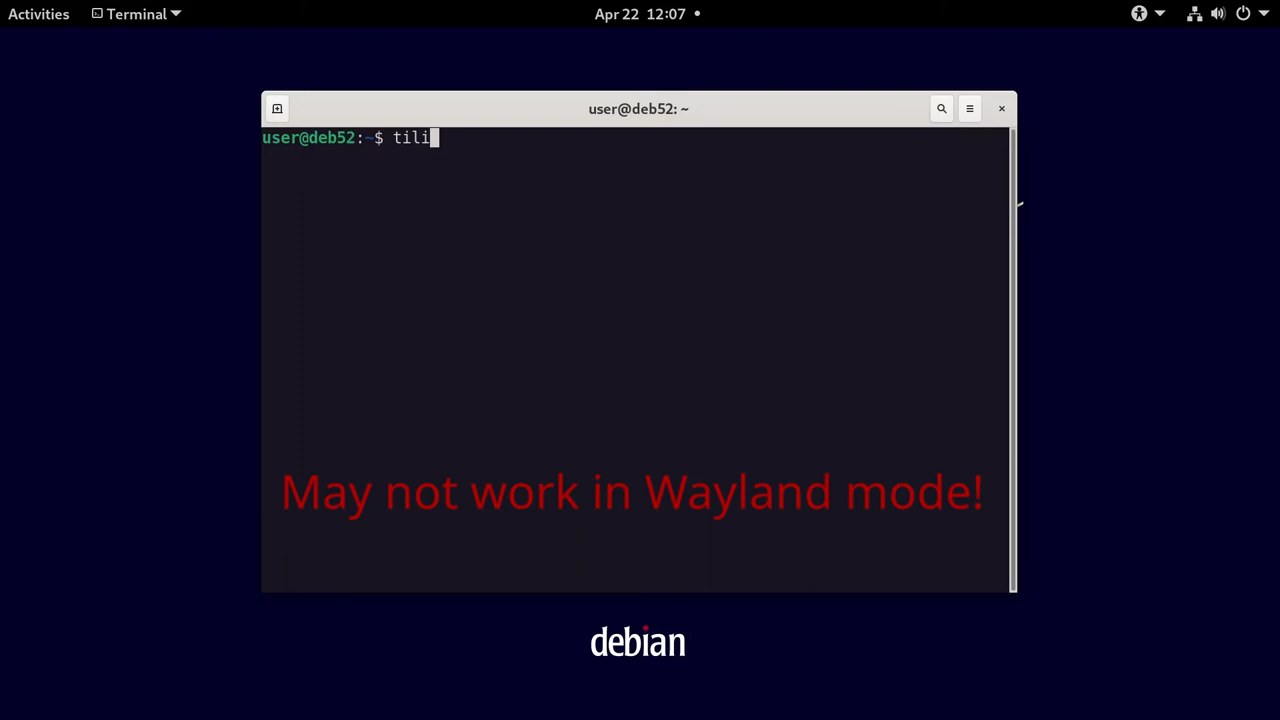 Activities
Terminal
Apr 22 12:07
user@deb52: ~
user@deb52:~$ tili
May not work in Wayland mode!
debian